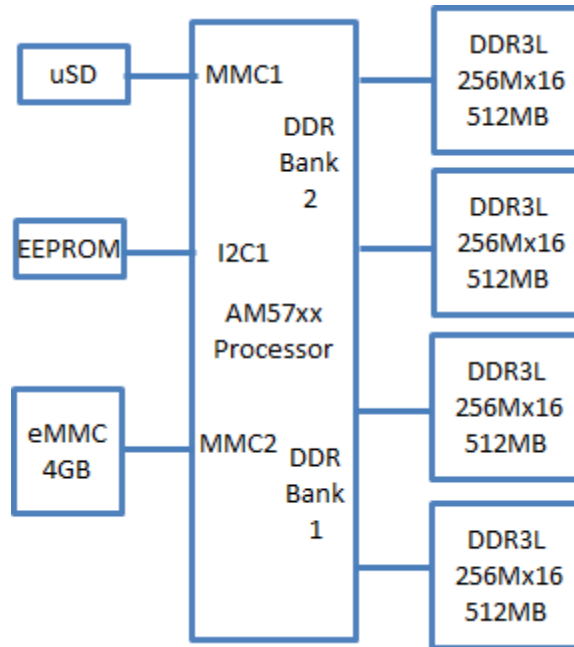 uSD
EEPROM
eMMC
4GB
MMC1
DDR
Bank
2
I2C1
AM57xx
Processor
MMC2
DDR
Bank
1
DDR3L
256Mx16
512MB
DDR3L
256Mx16
512MB
DDR3L
256Mx16
512MB
DDR3L
256Mx16
512MB